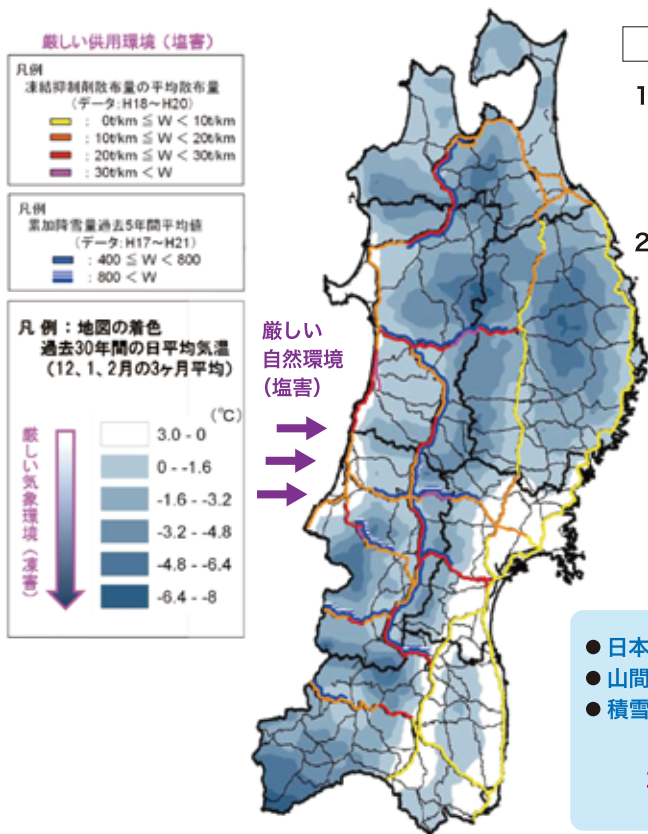 厳しい供用環境（塩害）
凡例
凍結抑制剤散布量の平均散布量
（データ：H18～H20）
： 0t/km ≦ W < 10t/km
： 10t/km ≦ W < 20t/km
： 20t/km ≦ W < 30t/km
： 30t/km < W
凡例
累加降雪量過去5年間平均値
（データ：H17～H21）
： 400 ≦ W < 800
： 800 < W
凡 例 ： 地図の着色
過去30年間の日平均気温
（12、1、2月の3ヶ月平均）
（℃）
3.0 - 0
0 - -1.6
-1.6 - -3.2
-3.2 - -4.8
-4.8 - -6.4
-6.4 - -8
厳しい気象環境（凍害）
厳しい
自然環境
（塩害）
1
2
● 日本
● 山間
● 積雪